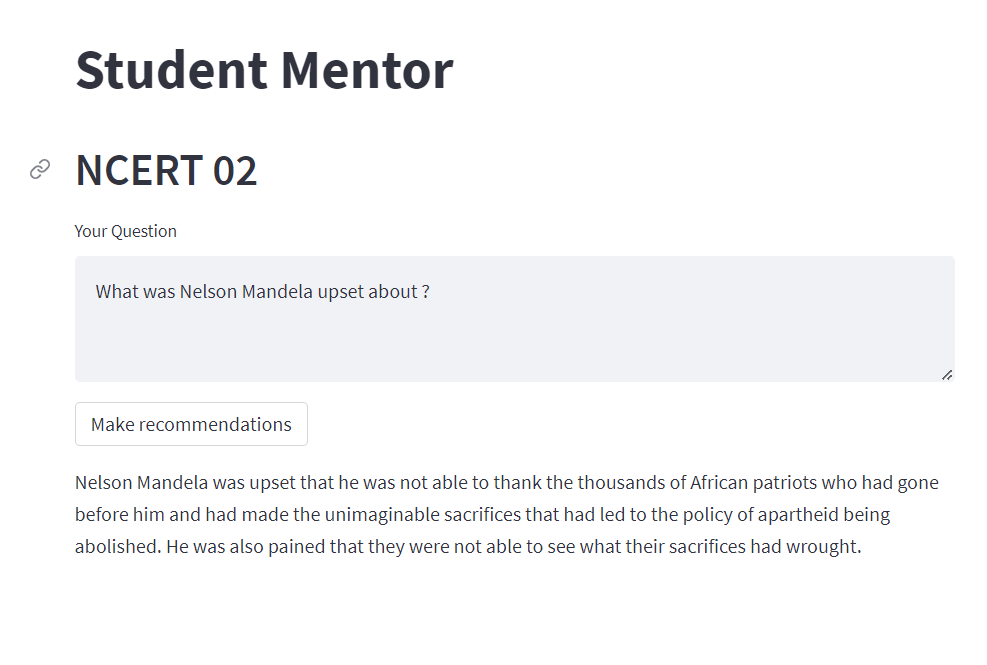 Student Mentor
NCERT 02
Your Question
What was Nelson Mandela upset about ?
Make recommendations
Nelson Mandela was upset that he was not able to thank the thousands of African patriots who had gone
before him and had made the unimaginable sacrifices that had led to the policy of apartheid being
abolished. He was also pained that they were not able to see what their sacrifices had wrought.